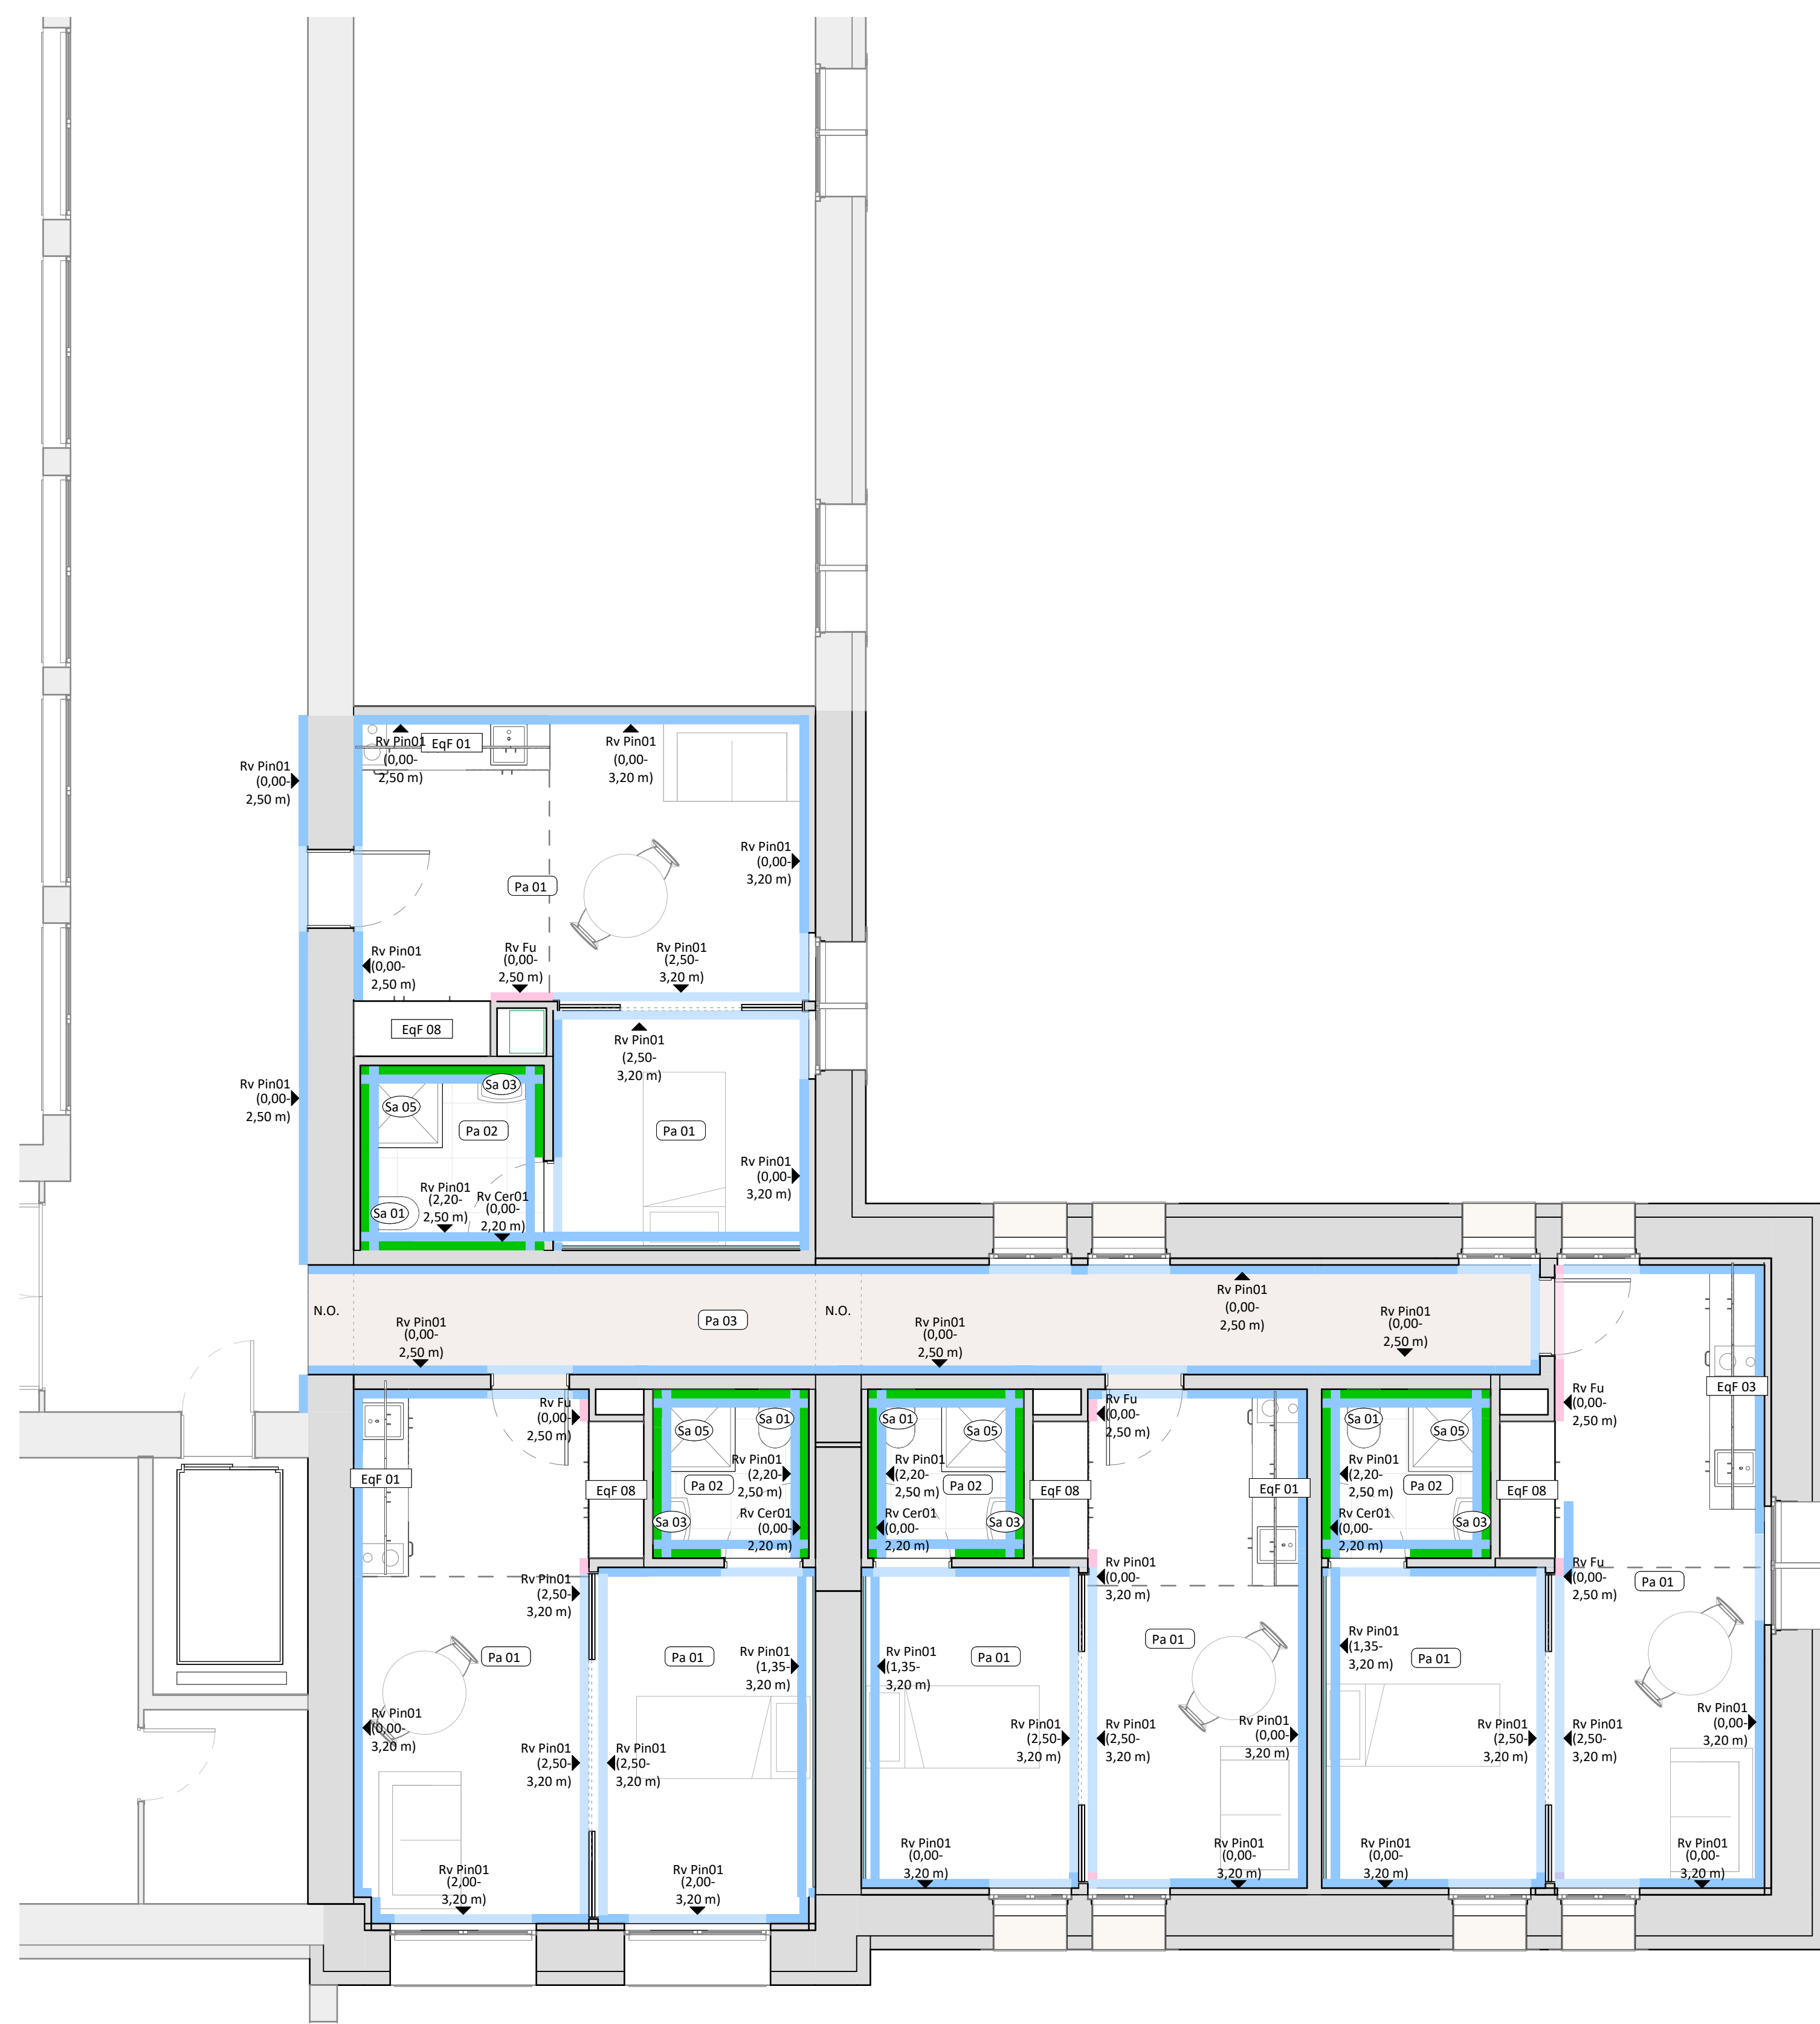 Rv Pin01
(0,00-
2,50 m)
EqF 01
Rv Pin01
(0,00-
3,20 m)
Rv Pin01
(0,00-
2,50 m)
Rv Pin01
(0,00-
3,20 m)
Pa 01
Rv Pin01
(0,00-
2,50 m)
Rv Fu
(0,00-
2,50 m)
Rv Pin01
(2,50-
3,20 m)
EqF 08
Rv Pin01
(2,50-
3,20 m)
Rv Pin01
(0,00-
2,50 m)
Sa 05
Sa 03
Pa 02
Pa 01
Rv Pin01
(0,00-
3,20 m)
Sa 01
Rv Pin01
(2,20-
2,50 m)
Rv Cer01
(0,00-
2,20 m)
N.O.
Rv Pin01
(0,00-
2,50 m)
Pa 03
N.O.
Rv Pin01
(0,00-
2,50 m)
Rv Pin01
(0,00-
2,50 m)
Rv Pin01
(0,00-
2,50 m)
EqF 01
Rv Fu
(0,00-
2,50 m)
EqF 08
Sa 05
Sa 01
Rv Pin01
(2,20-
2,50 m)
Pa 02
Sa 03
Rv Cer01
(0,00-
2,20 m)
Sa 01
Sa 05
Rv Pin01
(2,20-
2,50 m)
Pa 02
Rv Cer01
(0,00-
2,20 m)
Sa 03
EqF 08
Rv Fu
(0,00-
2,50 m)
EqF 01
Sa 01
Sa 05
Rv Pin01
(2,20-
2,50 m)
Pa 02
Rv Cer01
(0,00-
2,20 m)
Sa 03
EqF 08
Rv Fu
(0,00-
2,50 m)
EqF 03
Rv Pin01
(2,50-
3,20 m)
Rv Pin01
(0,00-
3,20 m)
Rv Fu
(0,00-
2,50 m)
Pa 01
Pa 01
Pa 01
Rv Pin01
(1,35-
3,20 m)
Rv Pin01
(1,35-
3,20 m)
Pa 01
Pa 01
Rv Pin01
(1,35-
3,20 m)
Pa 01
Rv Pin01
(0,00-
3,20 m)
Rv Pin01
(2,50-
3,20 m)
Rv Pin01
(2,50-
3,20 m)
Rv Pin01
(2,50-
3,20 m)
Rv Pin01
(2,50-
3,20 m)
Rv Pin01
(0,00-
3,20 m)
Rv Pin01
(2,50-
3,20 m)
Rv Pin01
(2,50-
3,20 m)
Rv Pin01
(0,00-
3,20 m)
Rv Pin01
(2,00-
3,20 m)
Rv Pin01
(2,00-
3,20 m)
Rv Pin01
(0,00-
3,20 m)
Rv Pin01
(0,00-
3,20 m)
Rv Pin01
(0,00-
3,20 m)
Rv Pin01
(0,00-
3,20 m)